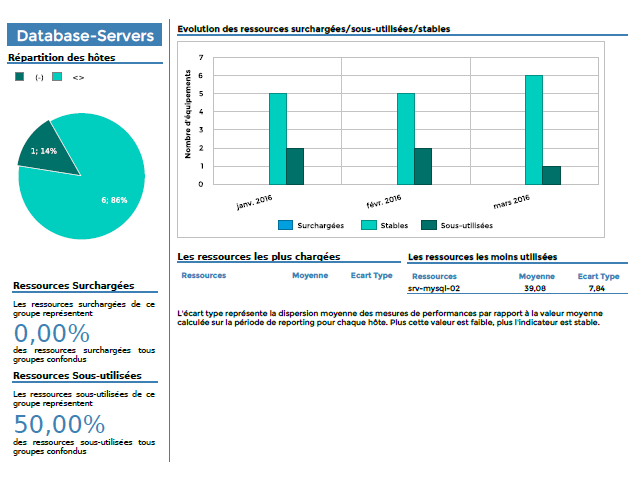 Database-Servers
Répartition des hôtes
(-) <>
1; 14%
6; 86%
Ressources Surchargées
Les ressources surchargées de ce
groupe représentent
0,00%
des ressources surchargées tous
groupes confondus
Ressources Sous-utilisées
Les ressources sous-utilisées de ce
groupe représentent
50,00%
des ressources sous-utilisées tous
groupes confondus
Evolution des ressources surchargées/sous-utilisées/stables
Nombre d'équipements
7
6
5
4
3
2
1
0
janv. 2016 févr. 2016 mars 2016
Surchargées Stables Sous-utilisées
Les ressources les plus chargées
Ressources Moyenne Ecart Type
Les ressources les moins utilisées
Ressources Moyenne Ecart Type
srv-mysql-02 39,08 7,84
L'écart type représente la dispersion moyenne des mesures de performances par rapport à la valeur moyenne
calculée sur la période de reporting pour chaque hôte. Plus cette valeur est faible, plus l'indicateur est stable.